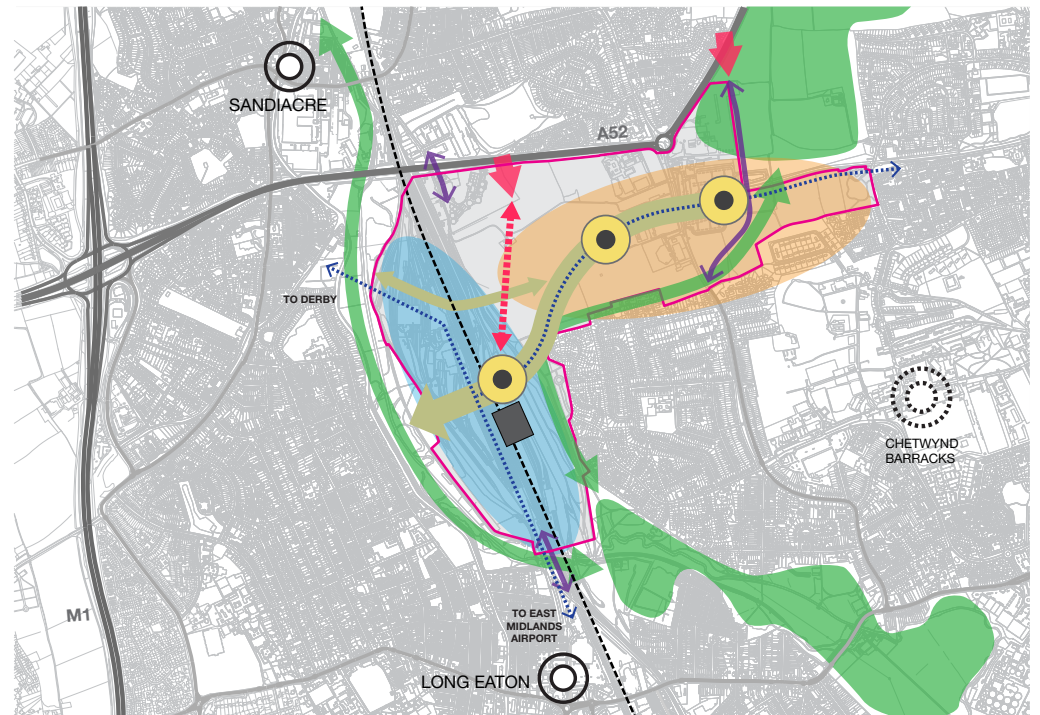 SANDIACRE
A52
TO DERBY
CHETWYND
BARRACKS
M1
TO EAST
MIDLANDS
AIRPORT
LONG EATON